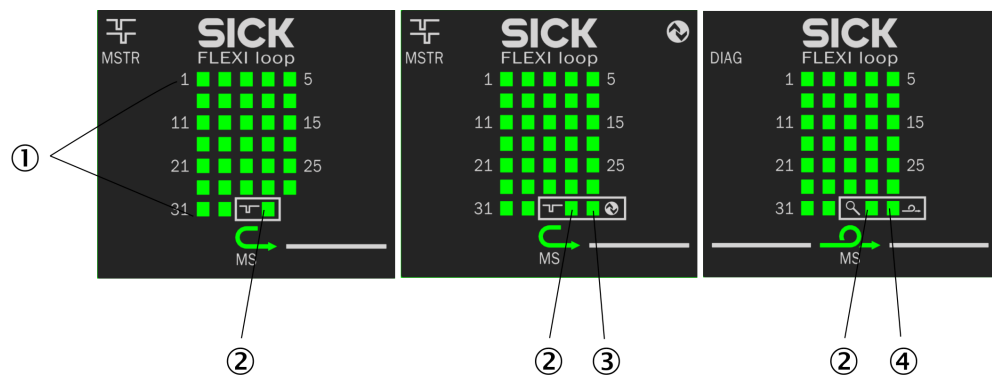 SICK
MSTR
FLEXI loop
1 5
11 15
21 25
31
MS
SICK
MSTR
FLEXI loop
1 5
11 15
21 25
31
MS
SICK
DIAG
FLEXI loop
1 5
11 15
21 25
31
MS
① ② ② ③ ② ④